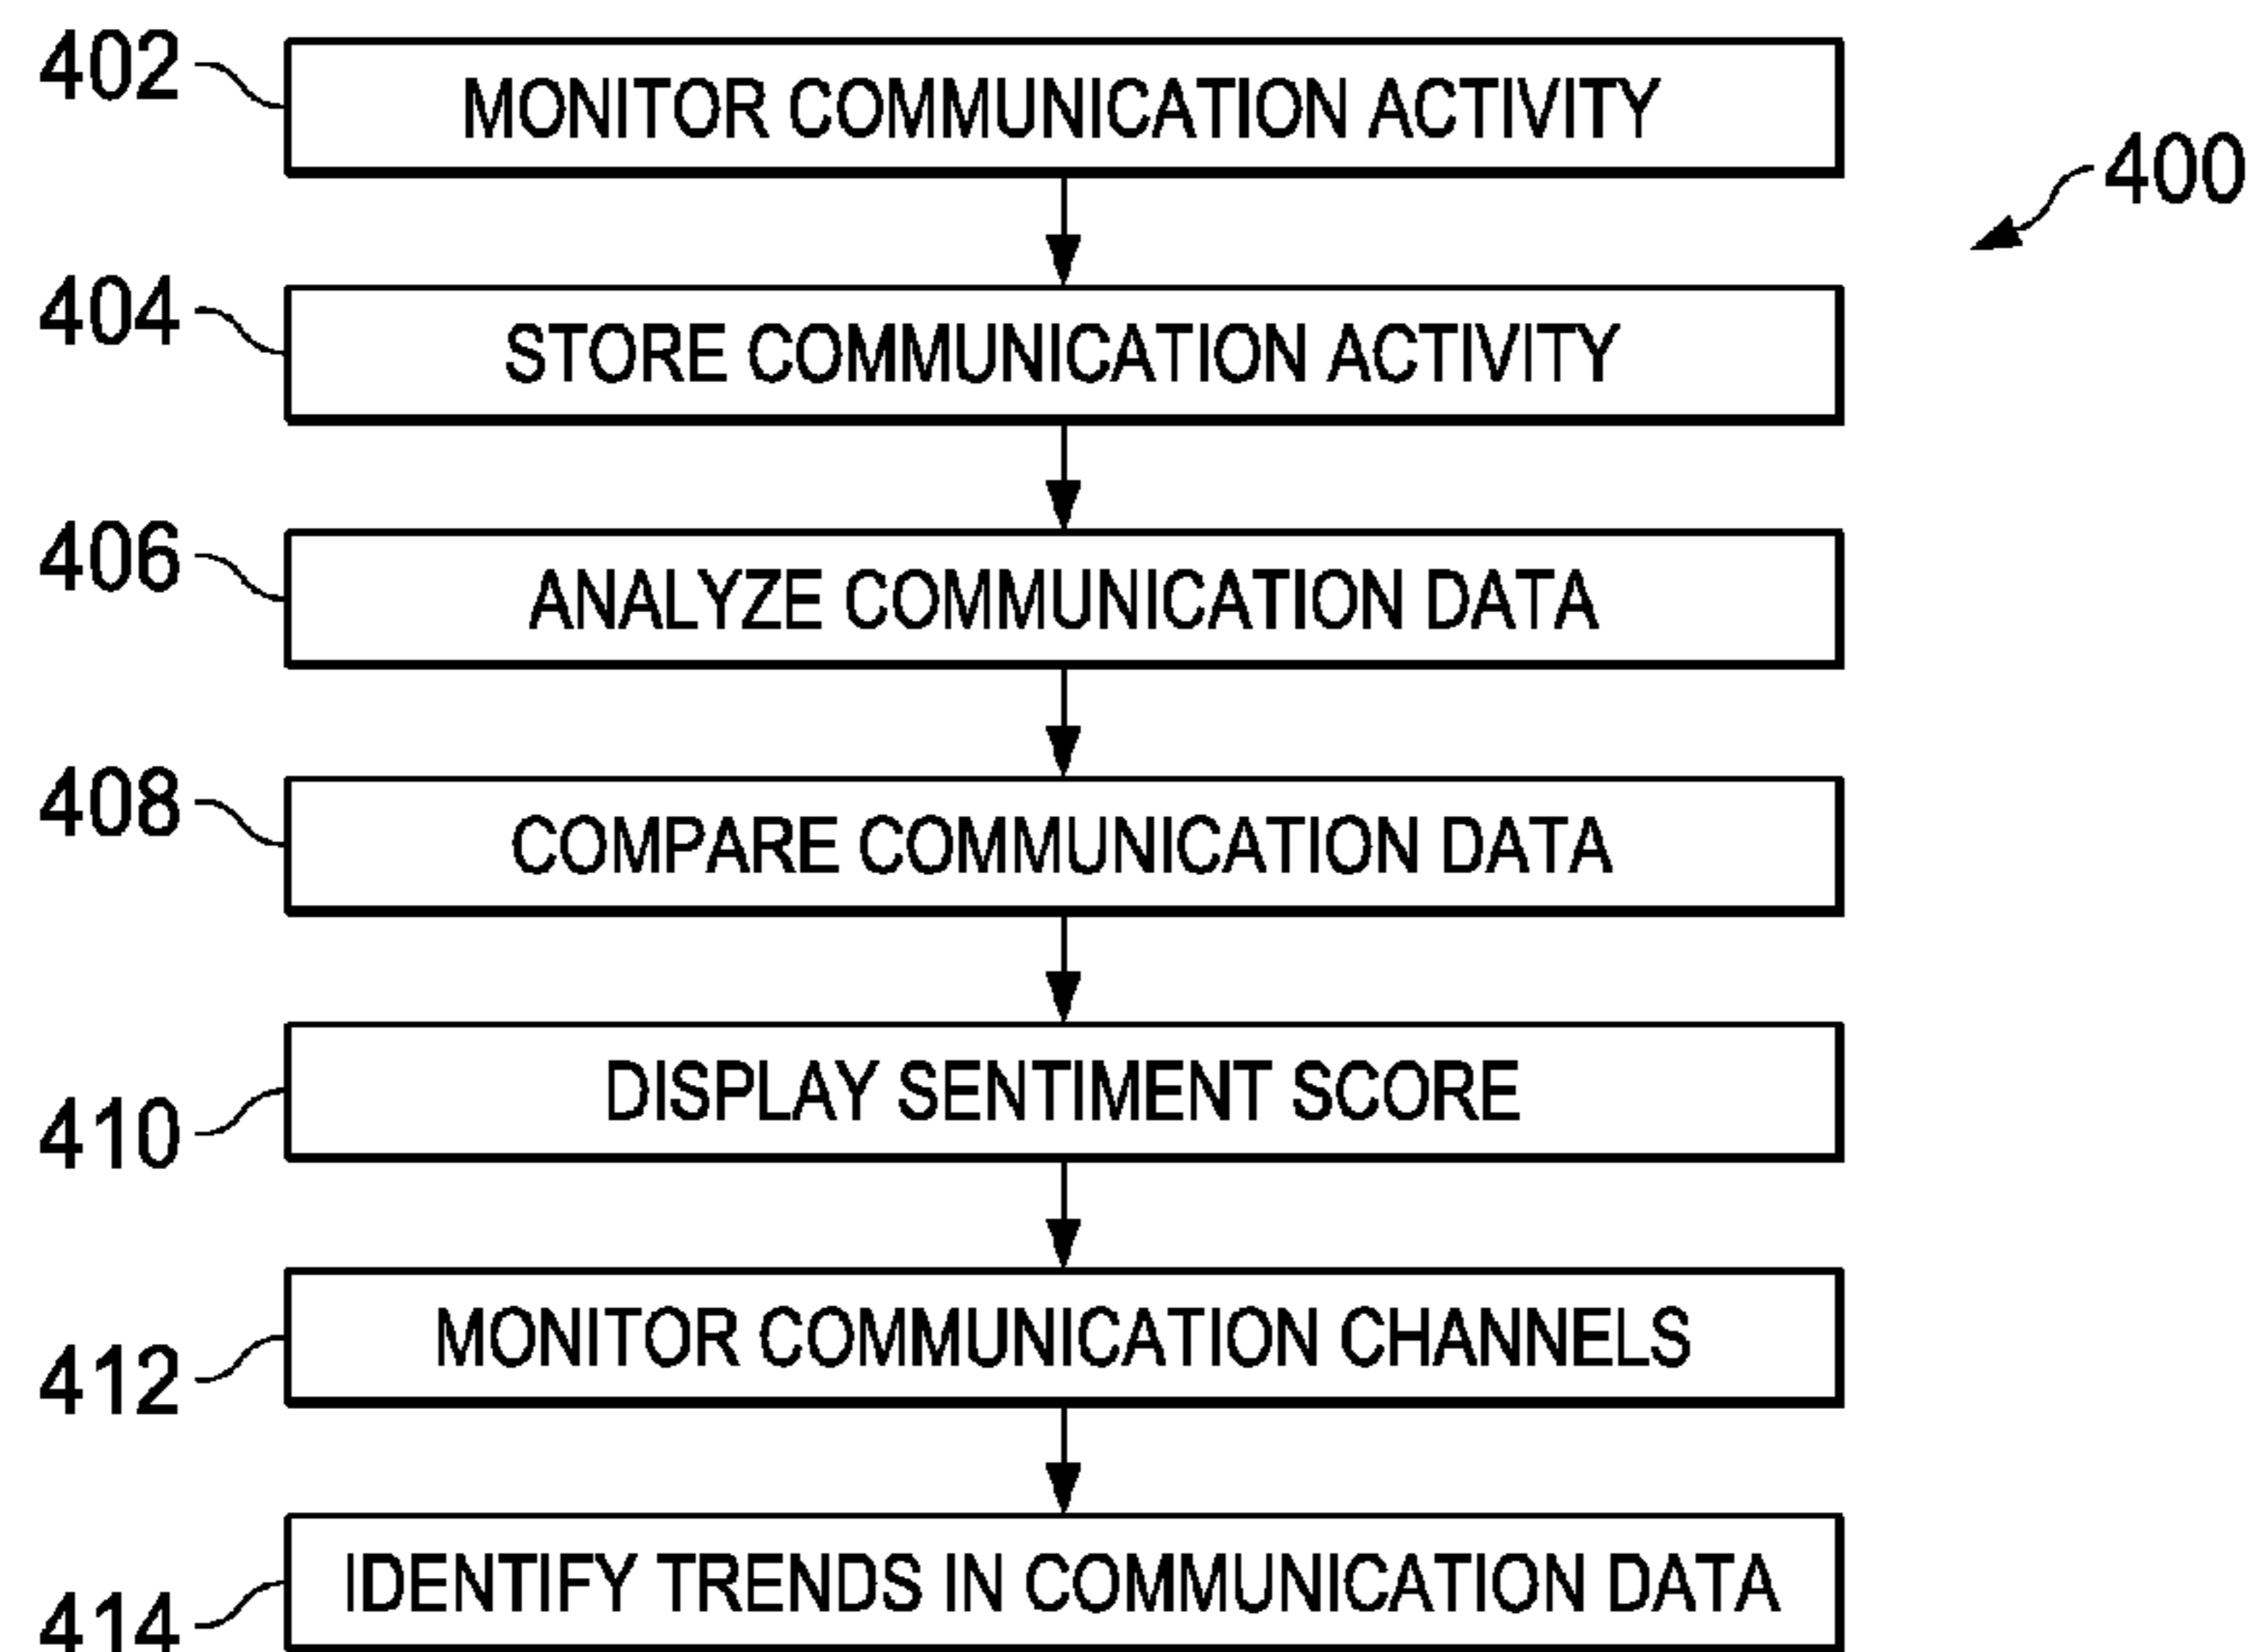 402
MONITOR COMMUNICATION ACTIVITY
400
404
STORE COMMUNICATION ACTIVITY
406
ANALYZE COMMUNICATION DATA
408
COMPARE COMMUNICATION DATA
DISPLAY SENTIMENT SCORE
410
MONITOR COMMUNICATION CHANNELS
412
IDENTIFY TRENDS IN COMMUNICATION DATA
414